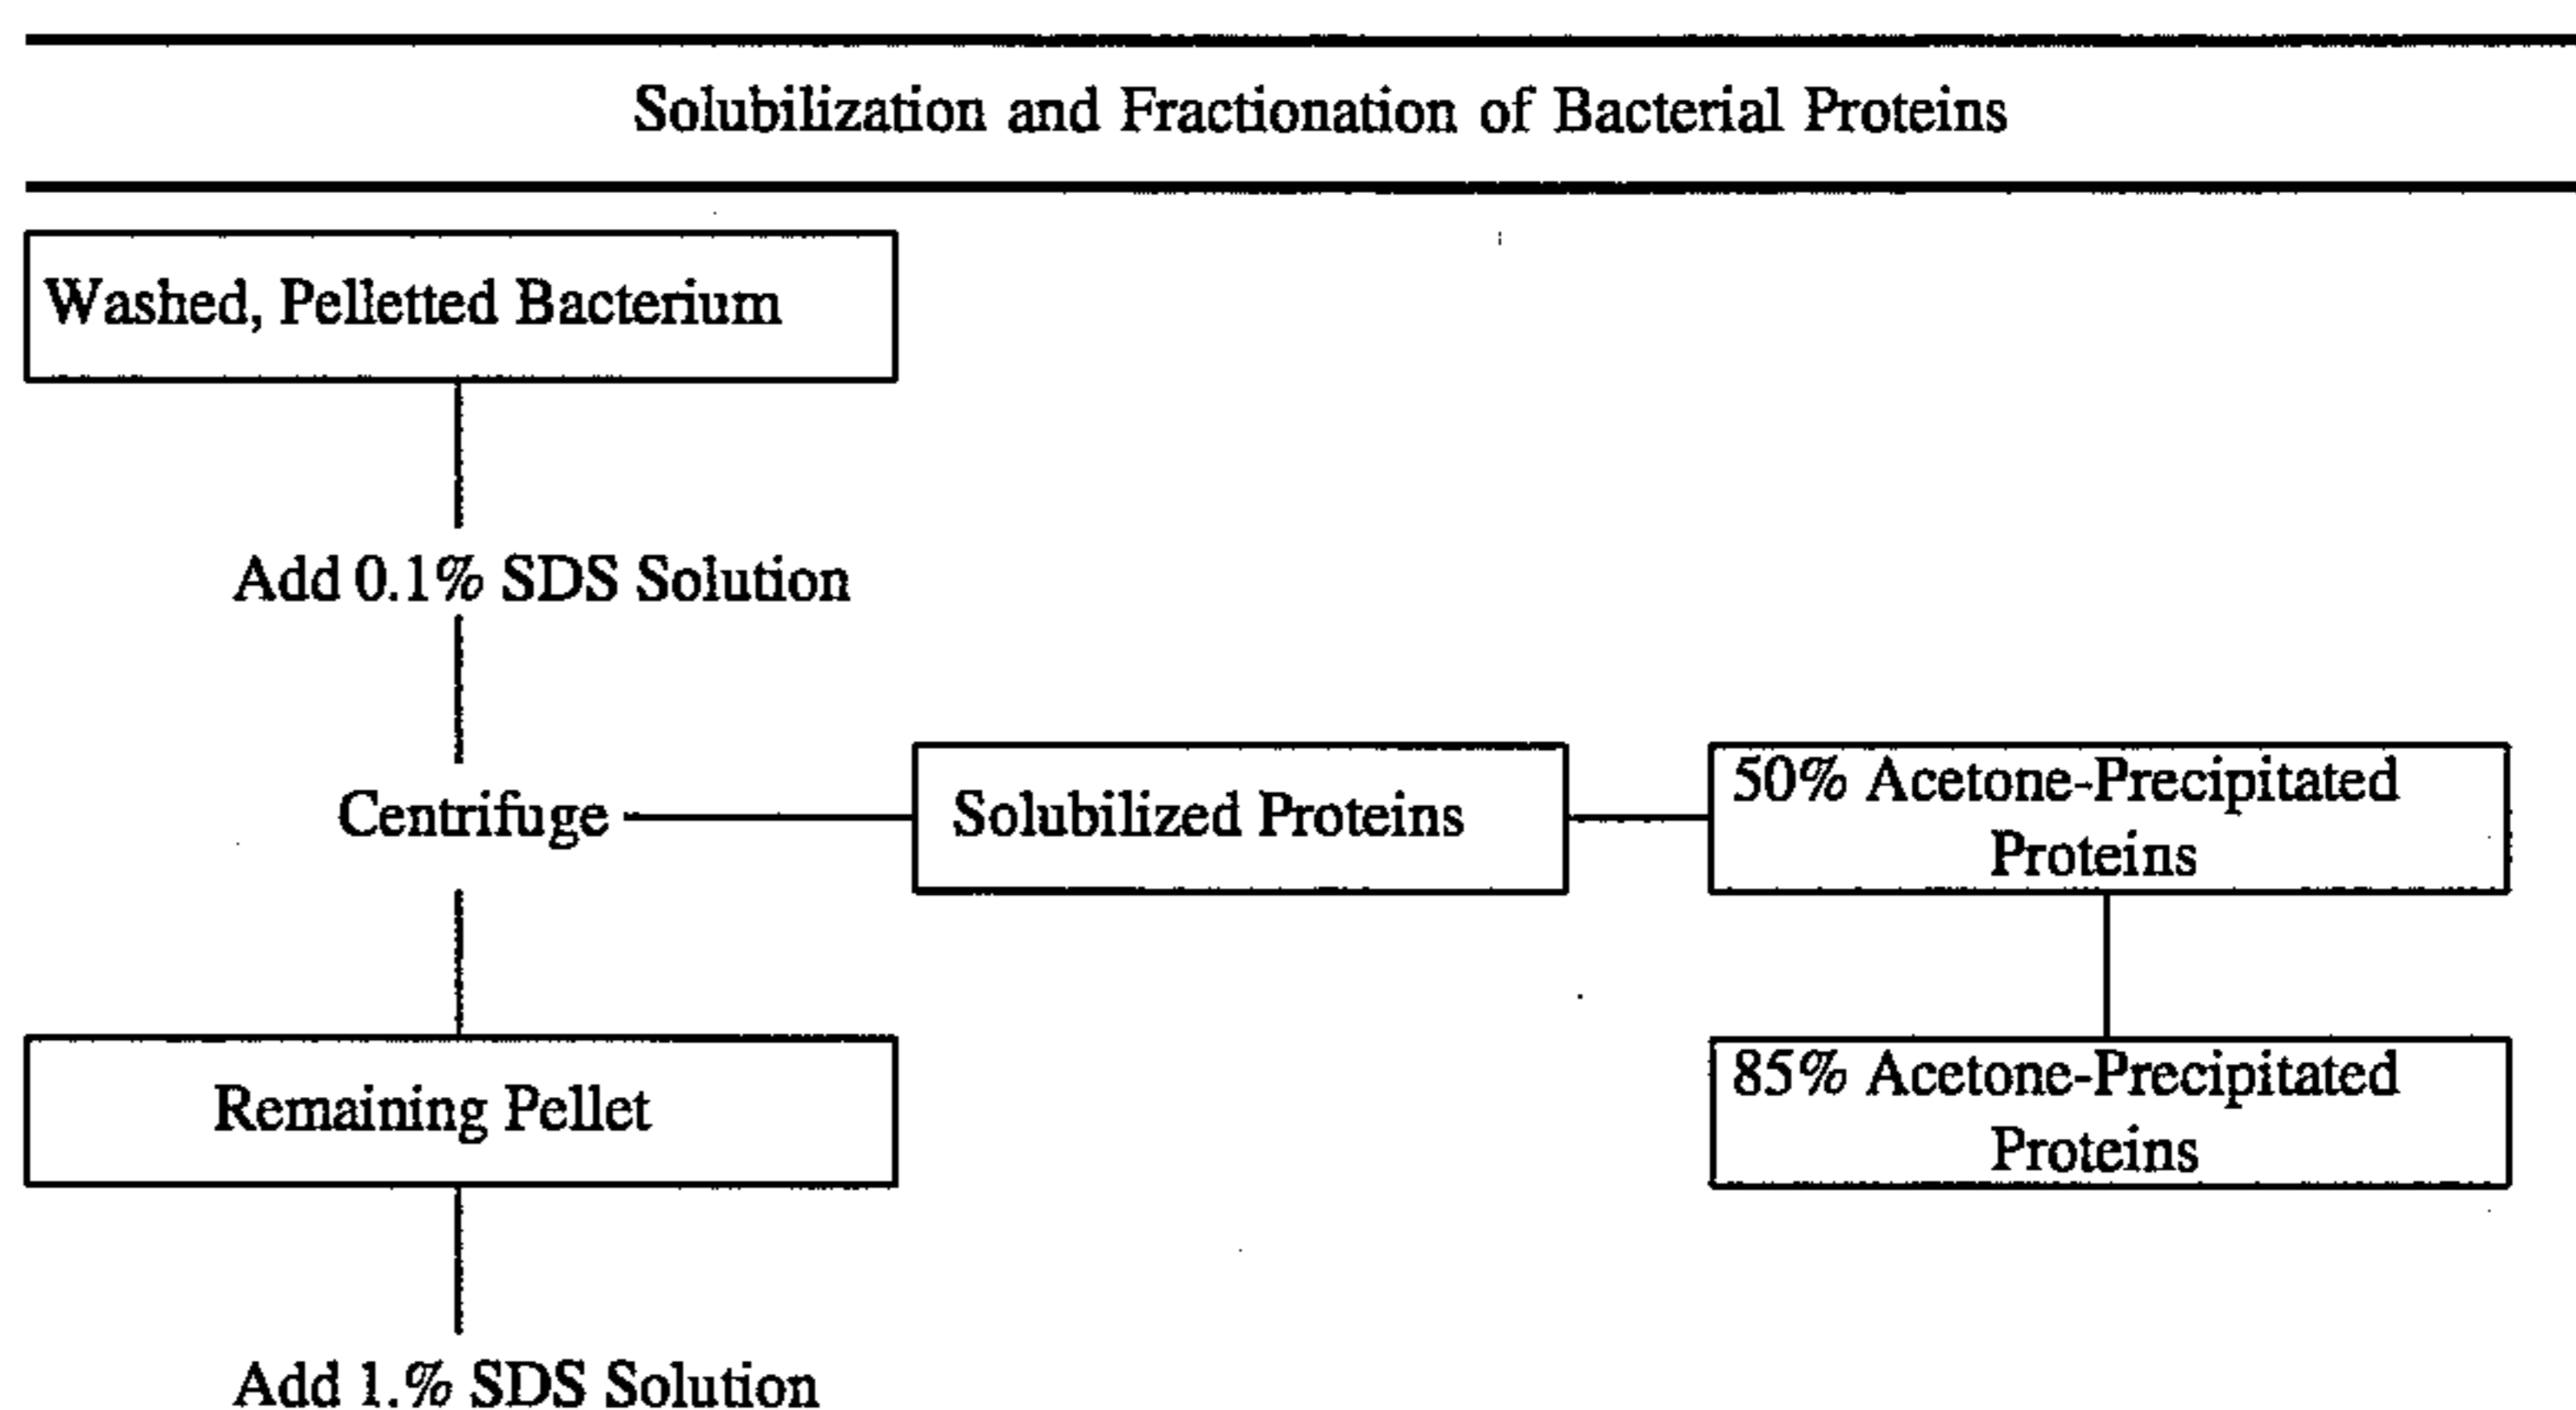 Solubilization and Fractionation of Bacterial Proteins
Washed, Pelletted Bacterium
Add 0.1% SDS Solution
Centrifuge
Solubilized Proteins
50% Acetone-Precipitated
Proteins
Remaining Pellet
85% Acetone-Precipitated
Proteins
Add 1.% SDS Solution